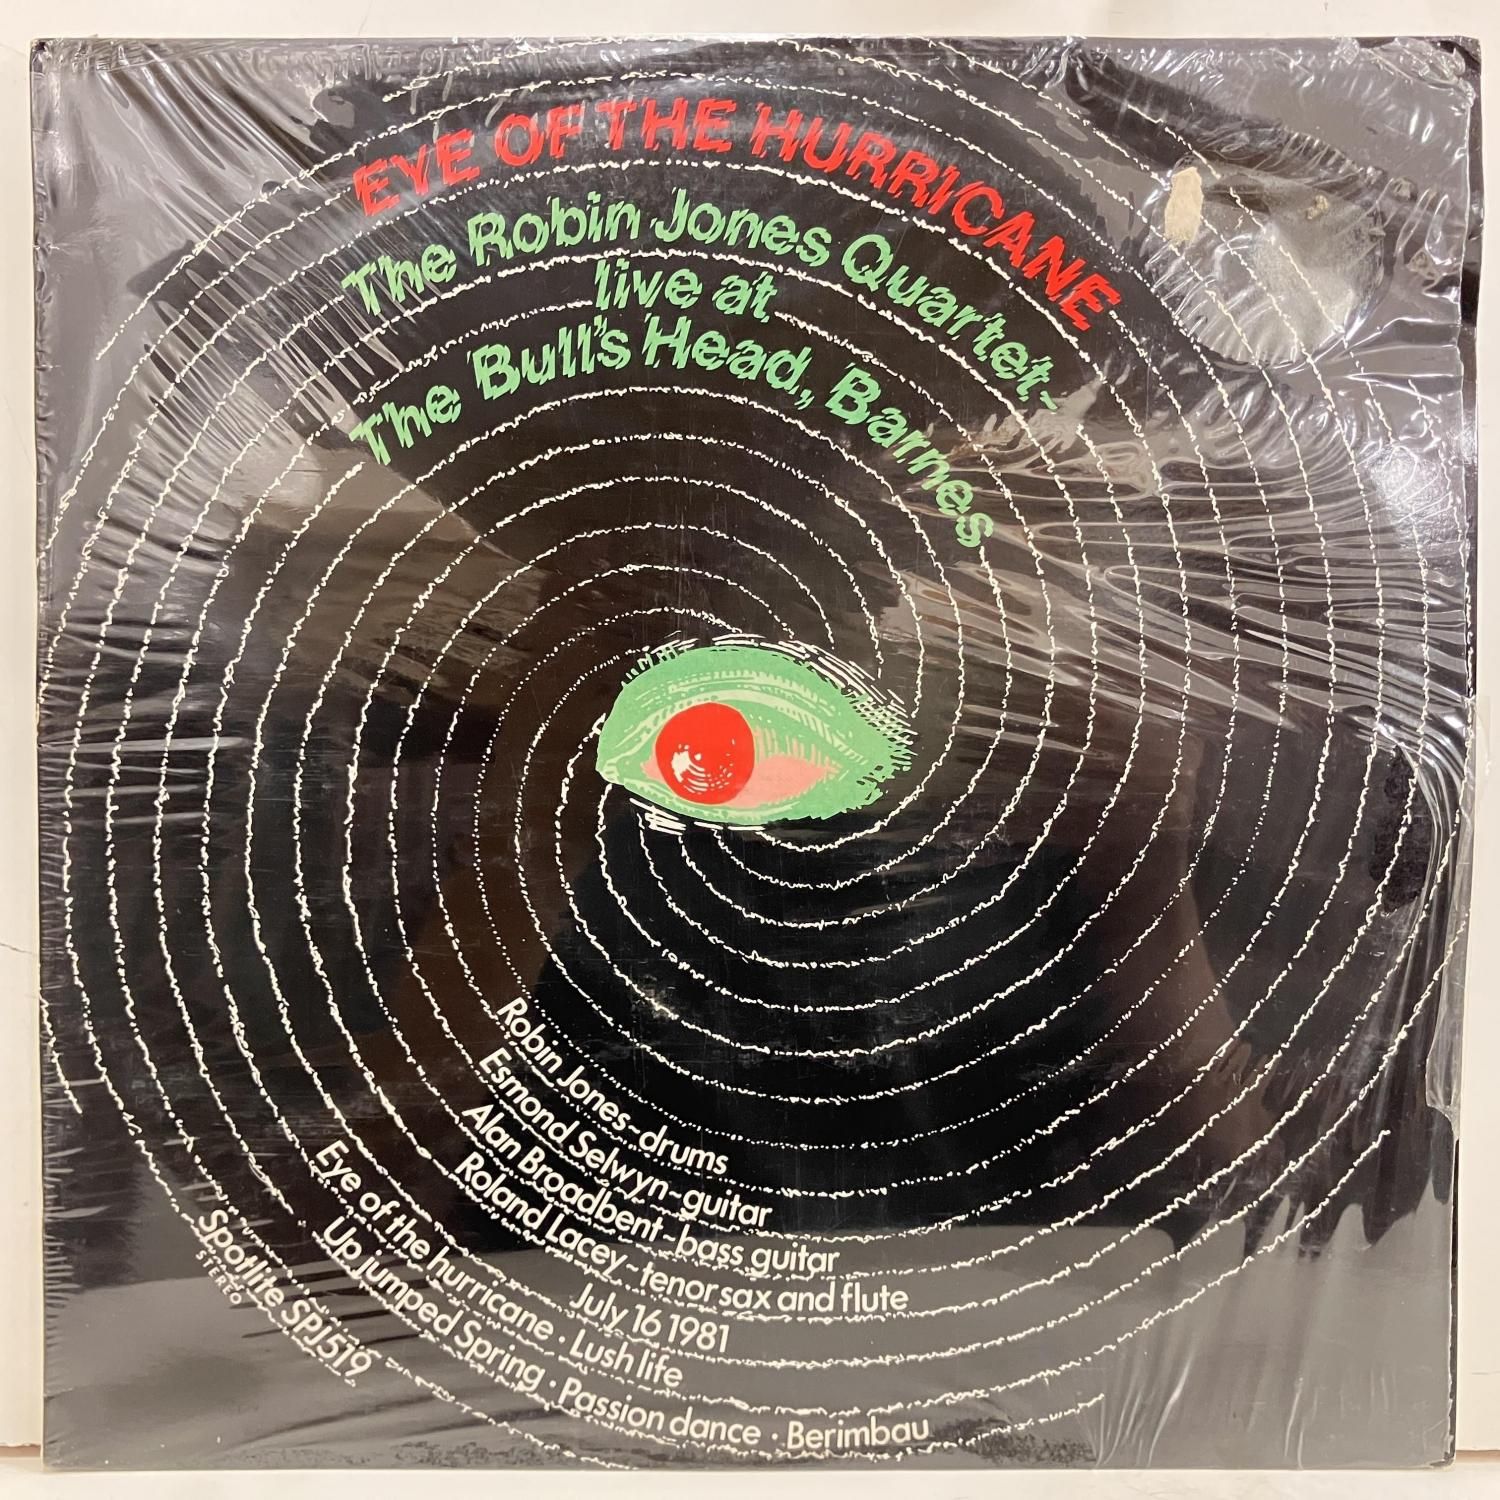 EYE OF THE HURRICANE
The Robin Jones Quartet~
live at
The Bull's Head, Barnes
Robin Jones~drums
Esmond Selwyn~guitar
Alan Broadbent~bass guitar
Roland Lacey~tenor sax and flute
July 16 1981
Eye of the hurricane · Lush life
Up jumped Spring · Passion dance · Berimbau
Spotlite SPJ519
STEREO